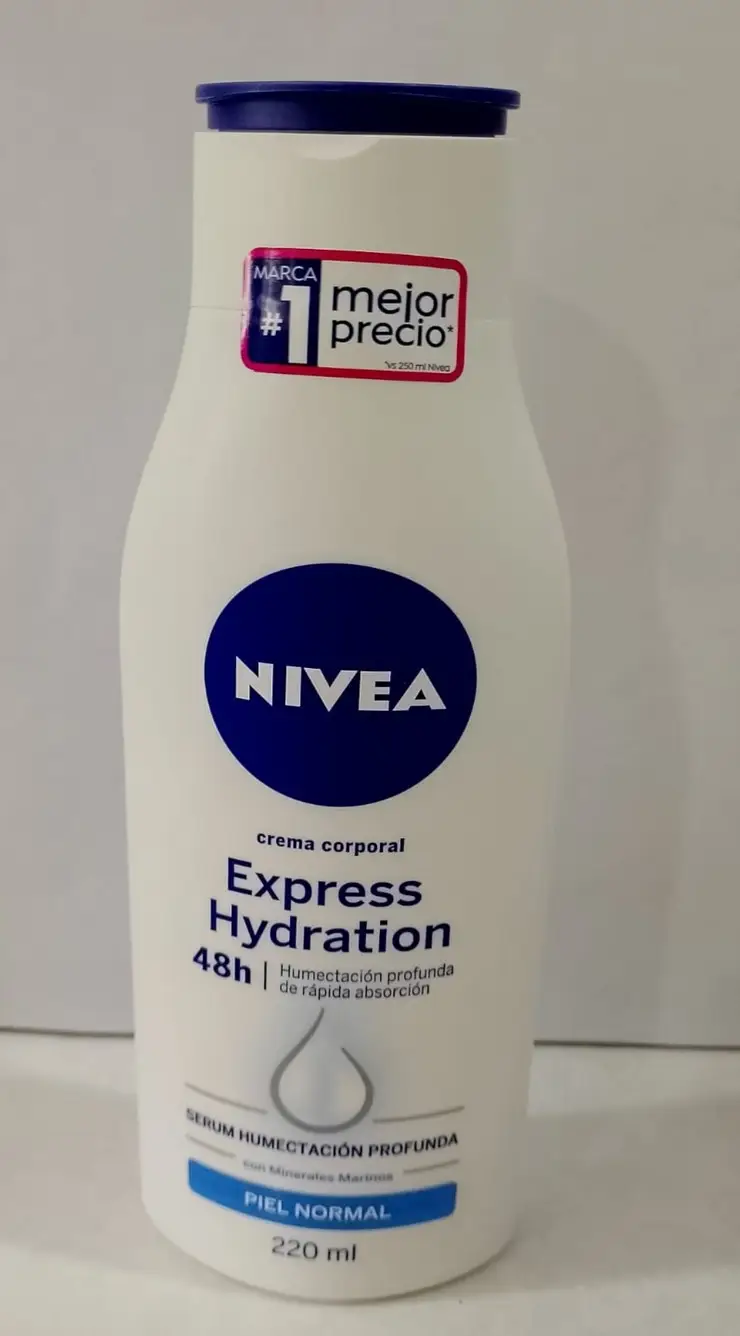 MARCA
#1
mejor
precio*
*vs 250 ml Nivea
NIVEA
crema corporal
Express
Hydration
48h | Humectación profunda
de rápida absorción
SERUM HUMECTACIÓN PROFUNDA
con Minerales Marinos
PIEL NORMAL
220 ml